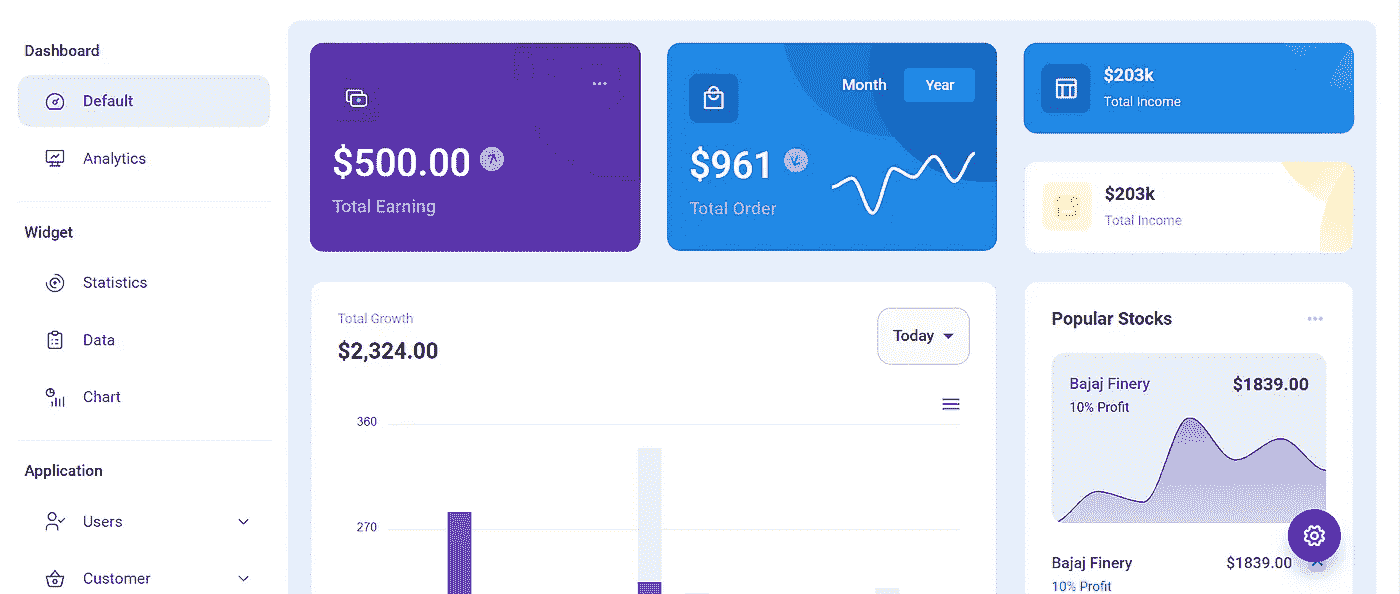 Dashboard
Default
Analytics
Widget
Statistics
Data
Chart
Application
Users
Customer
$500.00
Total Earning
Month
Year
$961
Total Order
$203k
Total Income
$203k
Total Income
Total Growth
$2,324.00
Today
360
270
Popular Stocks
Bajaj Finery
$1839.00
10% Profit
Bajaj Finery
$1839.00
10% Profit